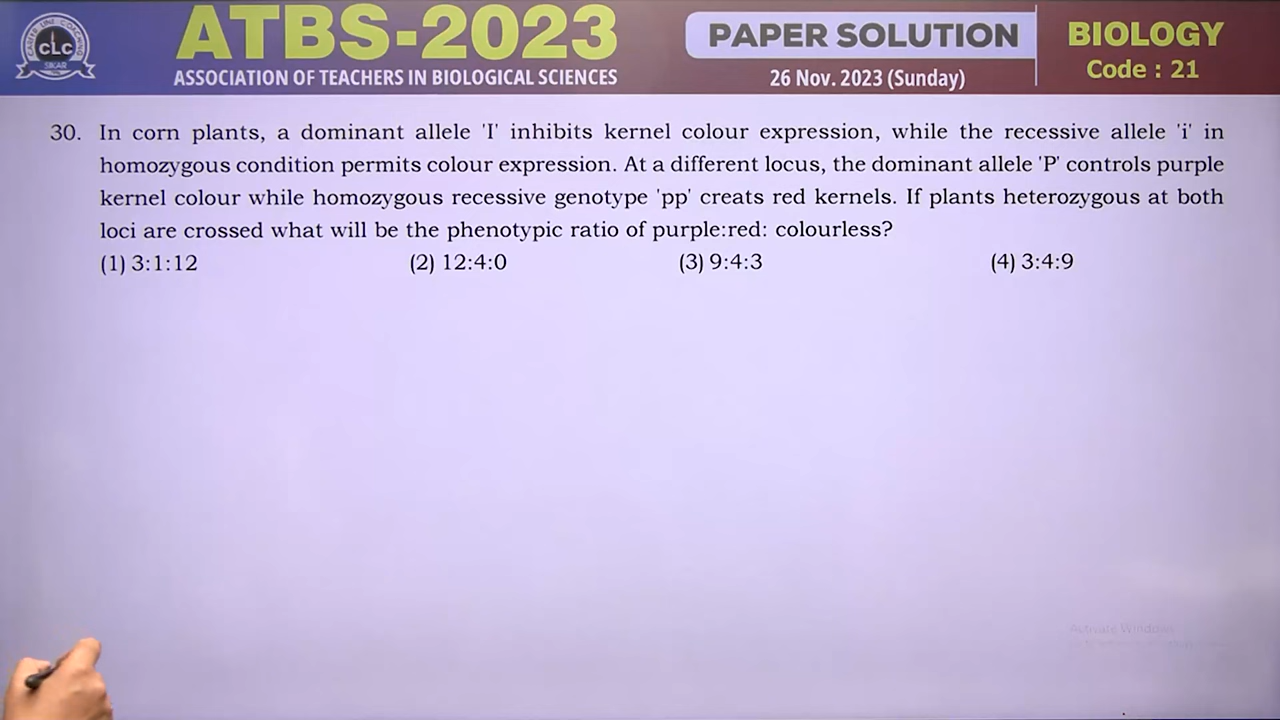 CLC
SIKAR
ATBS-2023
ASSOCIATION OF TEACHERS IN BIOLOGICAL SCIENCES
PAPER SOLUTION
26 Nov. 2023 (Sunday)
BIOLOGY
Code : 21
30. In corn plants, a dominant allele 'I' inhibits kernel colour expression, while the recessive allele 'i' in
homozygous condition permits colour expression. At a different locus, the dominant allele 'P' controls purple
kernel colour while homozygous recessive genotype 'pp' creats red kernels. If plants heterozygous at both
loci are crossed what will be the phenotypic ratio of purple:red: colourless?
(1) 3:1:12 (2) 12:4:0 (3) 9:4:3 (4) 3:4:9
Activate Windows